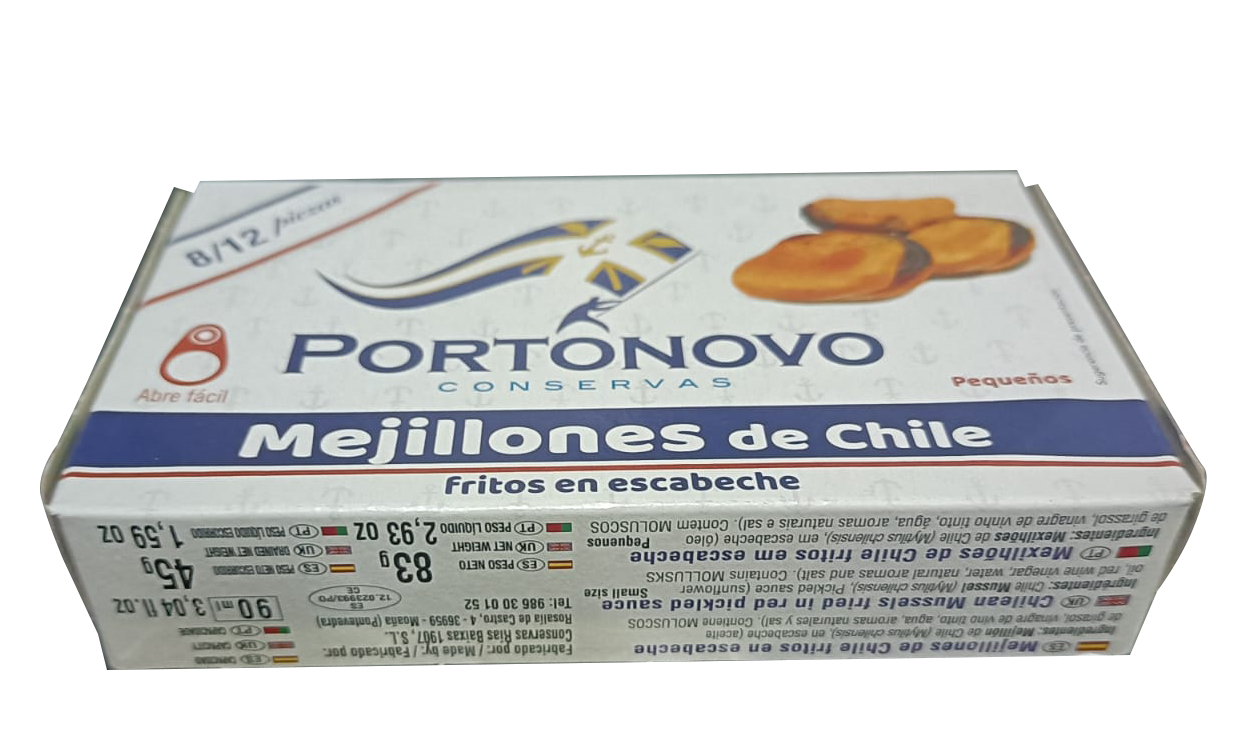 8/12 piezas
PORTONOVO
CONSERVAS
Abre fácil
Pequeños
Sugerencia de presentación
Mejillones de Chile
fritos en escabeche
ES Mejillones de Chile fritos en escabeche
Ingredientes: Mejillón de Chile (Mytilus chilensis), en escabeche (aceite
de girasol, vinagre de vino tinto, agua, aromas naturales y sal). Contiene MOLUSCOS
UK Chilean Mussels fried in red pickled sauce
Ingredientes: Chile Mussel (Mytilus chilensis), Pickled sauce (sunflower
oil, red wine vinegar, water, natural aromas and salt). Contains MOLLUSKS
Small size
PT Mexilhões de Chile fritos em escabeche
Ingredientes: Mexilhões de Chile (Mytilus chilensis), em escabeche (óleo
de girassol, vinagre de vinho tinto, água, aromas naturais e sal). Contem MOLUSCOS
Pequenos
Fabricado por: / Made by: / Fabricado por:
Conservas Rías Baixas 1907, S.L.
Rosalía de Castro, 4 - 36959 - Moaña (Pontevedra)
Telf: 986 30 01 52
ES
12.023993/PO
CE
ES PESO NETO
UK NET WEIGHT
PT PESO LÍQUIDO
83g
2,93 OZ
ES CAPACIDAD
UK CAPACITY
PT CAPACIDADE
90 ml 3,04 fl.oz
ES PESO NETO ESCURRIDO
UK DRAINED NET WEIGHT
PT PESO LÍQUIDO ESCORRIDO
45g
1,59 OZ